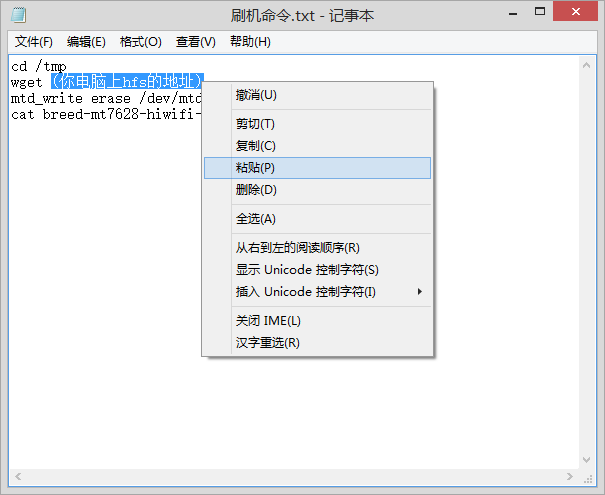 刷机命令.txt - 记事本
文件(F) 编辑(E) 格式(O) 查看(V) 帮助(H)
cd /tmp
wget (你电脑上hfs的地址)
mtd_write erase /dev/mtd
cat breed-mt7628-hiwifi-
撤消(U)
剪切(T)
复制(C)
粘贴(P)
删除(D)
全选(A)
从右到左的阅读顺序(R)
显示 Unicode 控制字符(S)
插入 Unicode 控制字符(I)
关闭 IME(L)
汉字重选(R)